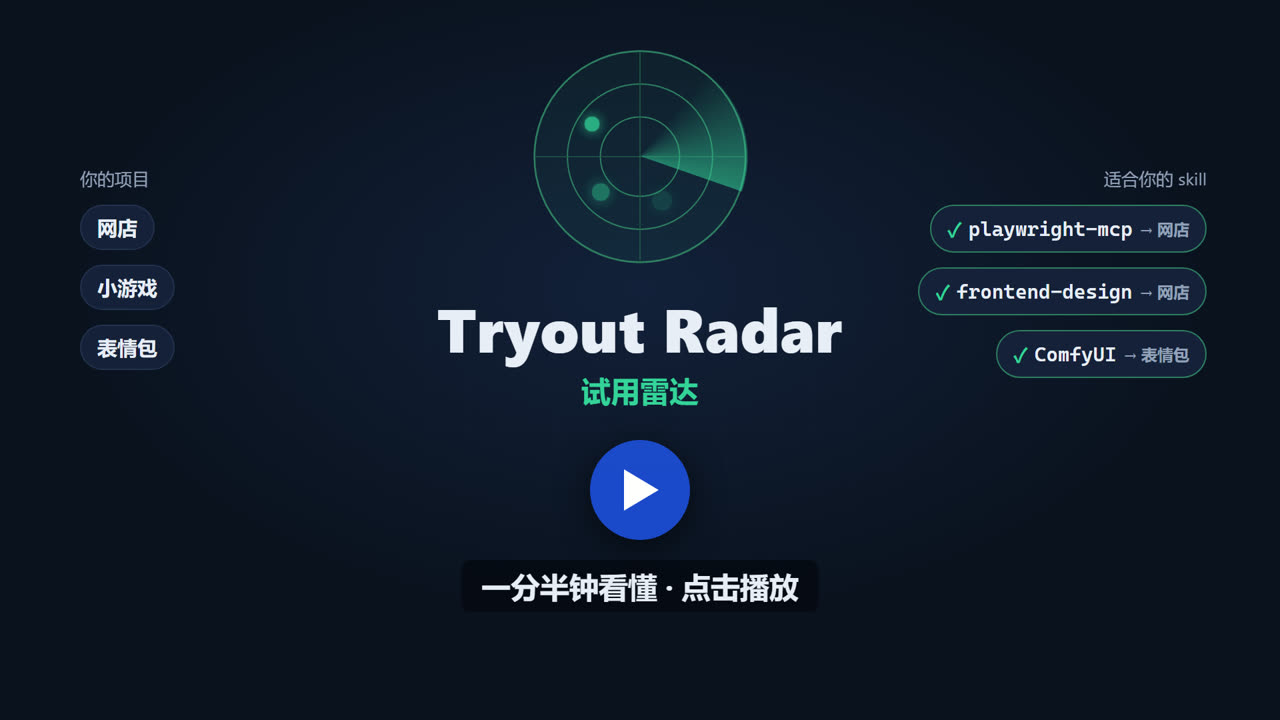 你的项目
网店
小游戏
表情包
Tryout Radar
试用雷达
一分半钟看懂 · 点击播放
适合你的 skill
✓ playwright-mcp → 网店
✓ frontend-design → 网店
✓ ComfyUI → 表情包